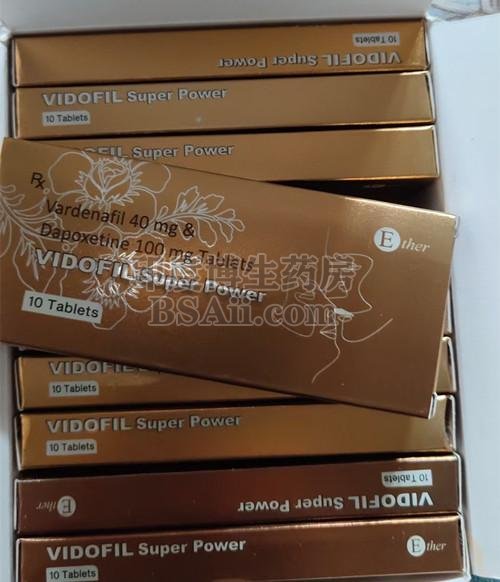 10 Tablets
VIDOFIL Super Power
VIDOFIL Super Power
10 Tablets
Super Power
Rx
Vardenafil 40 mg &
Dapoxetine 100 mg Tablets
VIDOFIL Super Power
10 Tablets
Ether
博生药房
BSAii.com
VIDOFIL
10 Tablets
VIDOFIL Super Power
10 Tablets
10 Tablets
VIDOFIL Super Power
Ether
VIDOFIL Super Power
10 Tablets
Ether